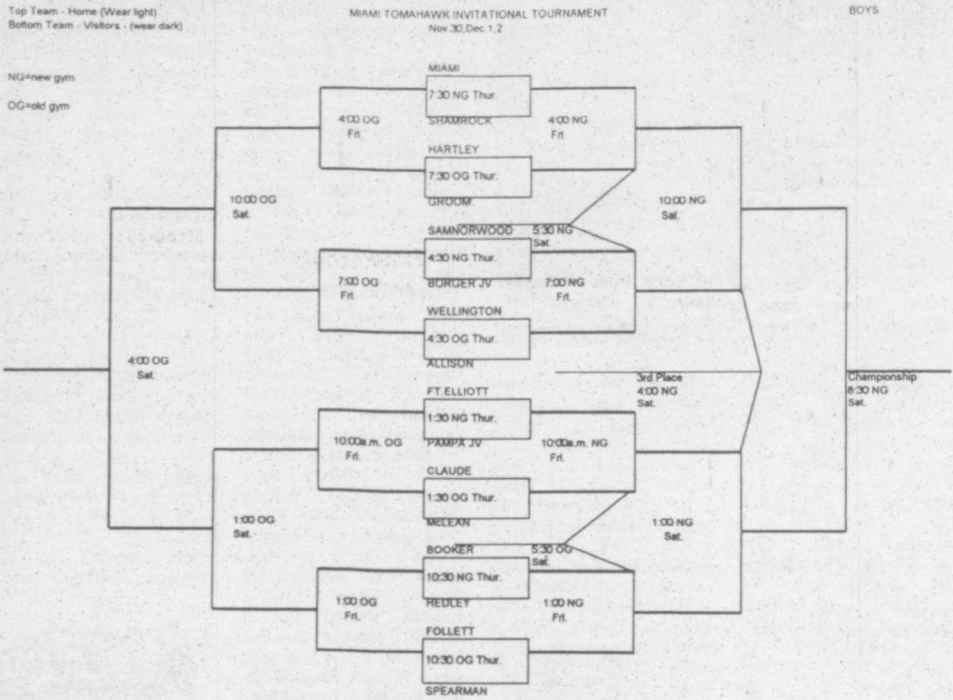 Top Team - Home (Wear light)
Bottom Team - Visitors - (wear dark)
MIAMI TOMAHAWK INVITATIONAL TOURNAMENT
Nov.30,Dec.1,2
BOYS
NG=new gym
OG=old gym
MIAMI
7:30 NG Thur.
SHAMROCK
4:00 OG
Fri.
4:00 NG
Fri.
HARTLEY
7:30 OG Thur.
GROOM
10:00 OG
Sat.
10:00 NG
Sat.
SAMNORWOOD
5:30 NG
Sat.
4:30 NG Thur.
BORGER JV
7:00 OG
Fri.
7:00 NG
Fri.
WELLINGTON
4:30 OG Thur.
ALLISON
4:00 OG
Sat.
3rd Place
4:00 NG
Sat.
Championship
8:30 NG
Sat.
FT.ELLIOTT
1:30 NG Thur.
PAMPA JV
10:00a.m. OG
Fri.
10:00a.m. NG
Fri.
CLAUDE
1:30 OG Thur.
McLEAN
1:00 OG
Sat.
1:00 NG
Sat.
BOOKER
5:30 OG
Sat.
10:30 NG Thur.
HEDLEY
1:00 OG
Fri.
1:00 NG
Fri.
FOLLETT
10:30 OG Thur.
SPEARMAN